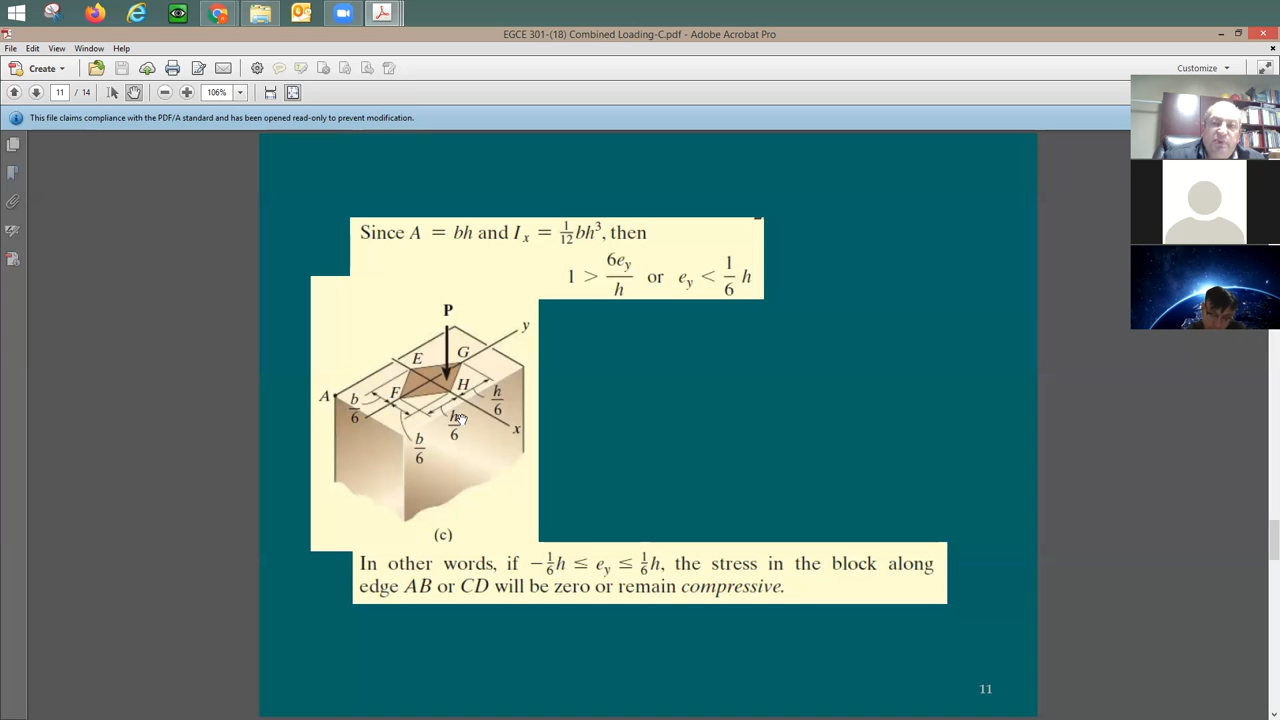 EGCE 301-(18) Combined Loading-C.pdf - Adobe Acrobat Pro
File Edit View Window Help
Create
Customize
11 / 14
106%
This file claims compliance with the PDF/A standard and has been opened read-only to prevent modification.
Since A = bh and Iₓ = 1/12 bh³, then
1 > 6e_y/h or e_y < 1/6 h
P
y
E G
A F H
b/6 h/6
h/6 x
b/6
(c)
In other words, if −1/6h ≤ e_y ≤ 1/6h, the stress in the block along
edge AB or CD will be zero or remain compressive.
11